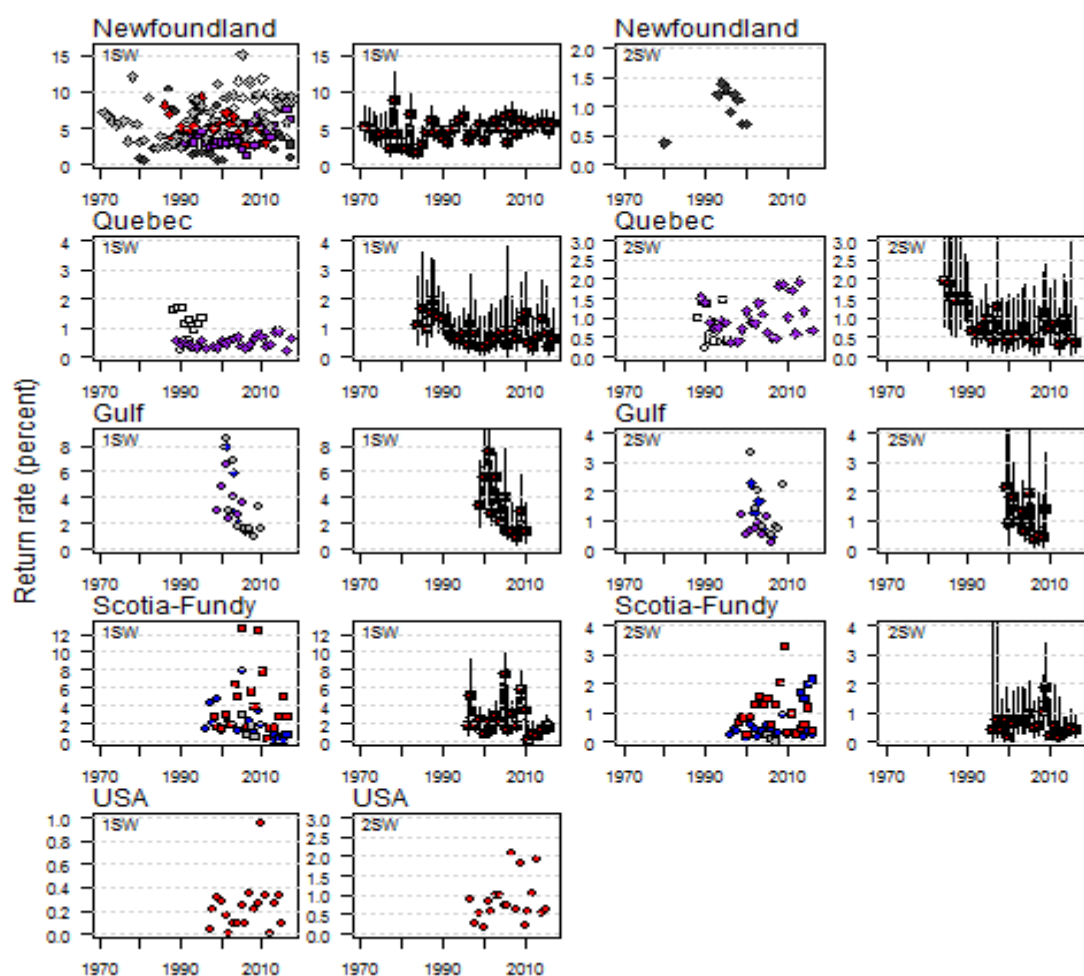 Newfoundland Newfoundland
1SW 1SW 2SW
15 15 2.0
10 10 1.5
5 5 1.0
0 0 0.5
0.0
1970 1990 2010 1970 1990 2010 1970 1990 2010
Quebec Quebec
1SW 1SW 2SW 2SW
4 4 3.0 3.0
3 3 2.5 2.5
2 2 2.0 2.0
1 1 1.5 1.5
0 0 1.0 1.0
0.5 0.5
0.0 0.0
1970 1990 2010 1970 1990 2010 1970 1990 2010 1970 1990 2010
Return rate (percent)
Gulf Gulf
1SW 1SW 2SW 2SW
8 8 4 4
6 6 3 3
4 4 2 2
2 2 1 1
0 0 0 0
1970 1990 2010 1970 1990 2010 1970 1990 2010 1970 1990 2010
Scotia-Fundy Scotia-Fundy
1SW 1SW 2SW 2SW
12 12 4 4
10 10 3 3
8 8 2 2
6 6 1 1
4 4 0 0
2 2
0 0
1970 1990 2010 1970 1990 2010 1970 1990 2010 1970 1990 2010
USA USA
1SW 2SW
1.0 3.0
0.8 2.5
0.6 2.0
0.4 1.5
0.2 1.0
0.0 0.5
0.0
1970 1990 2010 1970 1990 2010